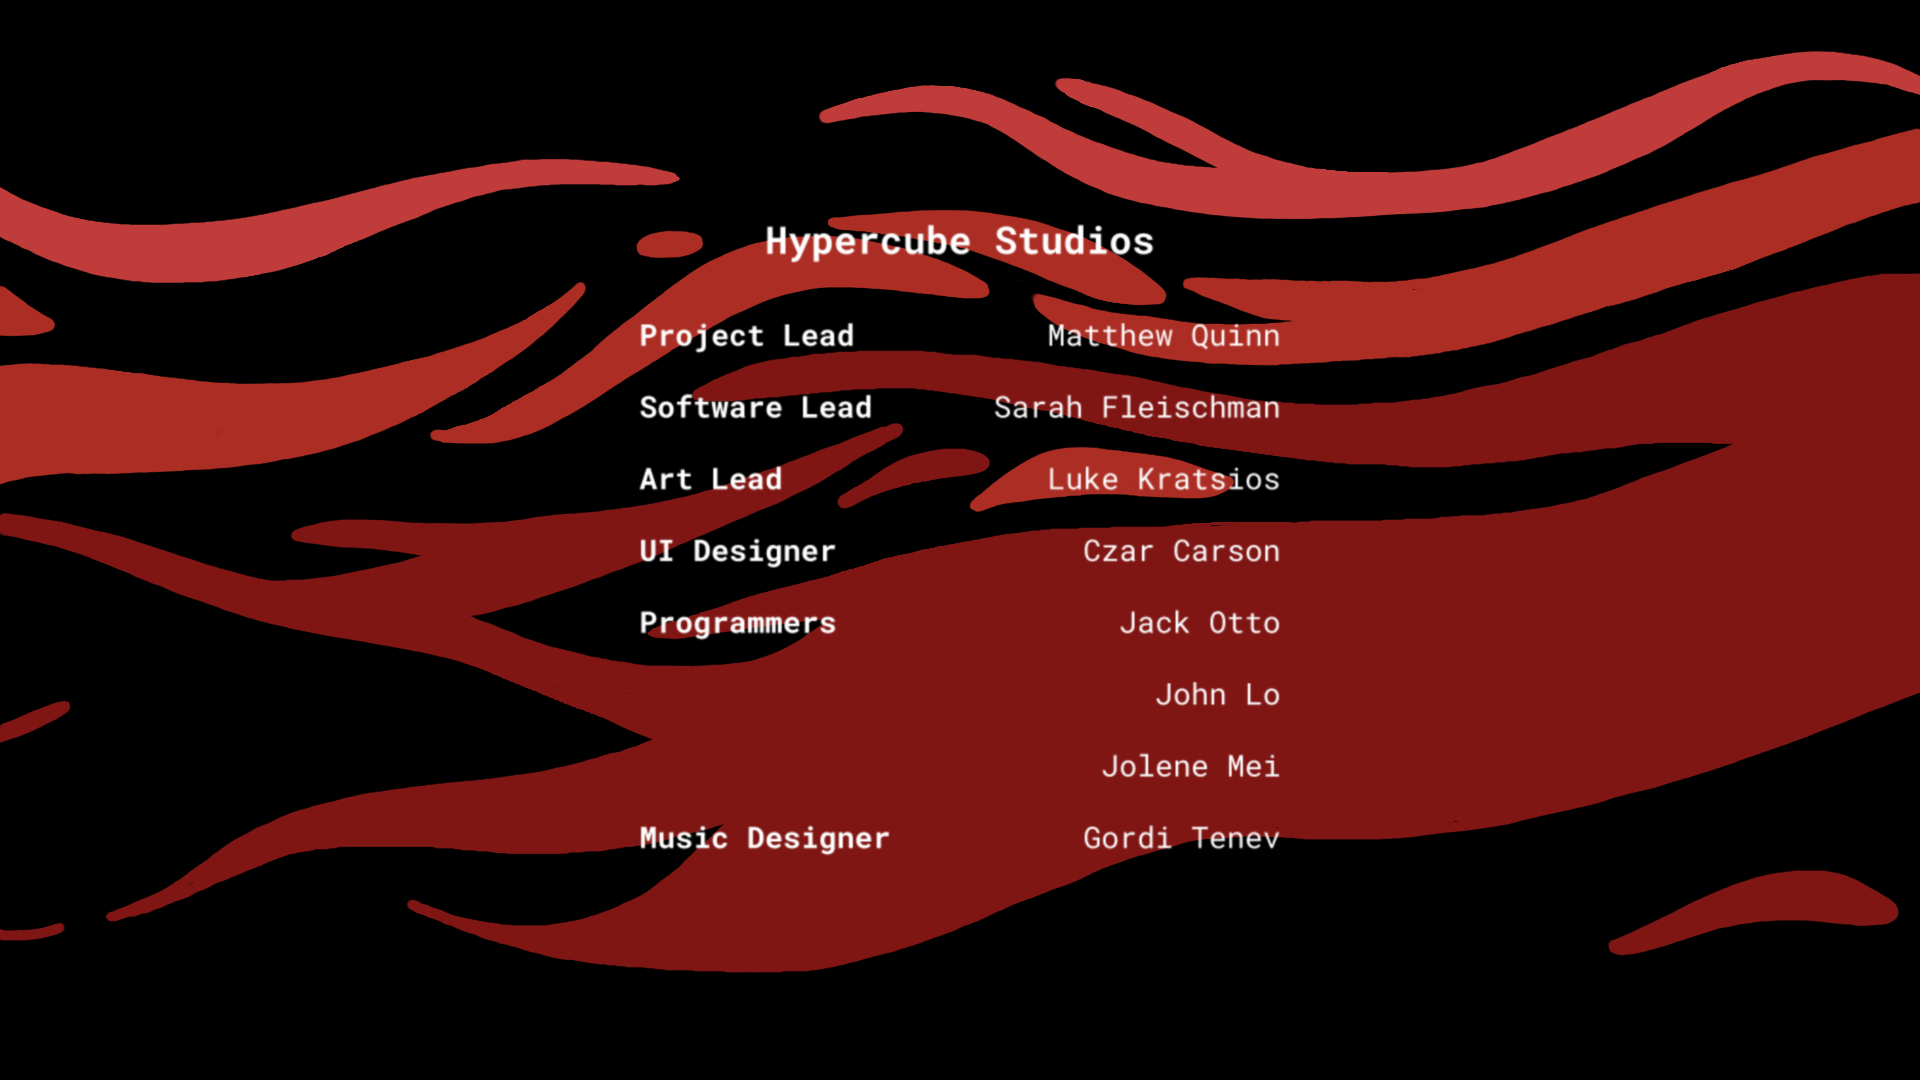 Hypercube Studios
Project Lead Matthew Quinn
Software Lead Sarah Fleischman
Art Lead Luke Kratsios
UI Designer Czar Carson
Programmers Jack Otto
John Lo
Jolene Mei
Music Designer Gordi Tenev